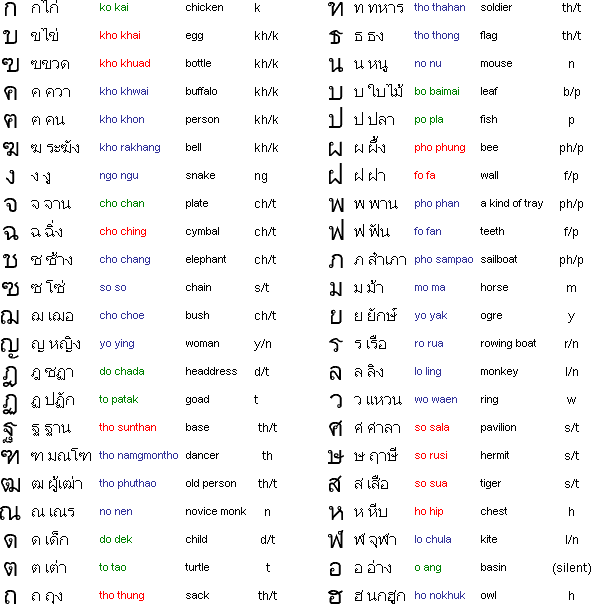 ก ก ไก่ ko kai chicken k
ข ข ไข่ kho khai egg kh/k
ฃ ฃ ขวด kho khuad bottle kh/k
ค ค ควา kho khwai buffalo kh/k
ฅ ฅ คน kho khon person kh/k
ฆ ฆ ระฆัง kho rakhang bell kh/k
ง ง งู ngo ngu snake ng
จ จ จาน cho chan plate ch/t
ฉ ฉ ฉิ่ง cho ching cymbal ch/t
ช ช ช้าง cho chang elephant ch/t
ซ ซ โซ่ so so chain s/t
ฌ ฌ เฌอ cho choe bush ch/t
ญ ญ หญิง yo ying woman y/n
ฎ ฎ ชฎา do chada headdress d/t
ฏ ฏ ปฏัก to patak goad t
ฐ ฐ ฐาน tho sunthan base th/t
ฑ ฑ มณโฑ tho namgmontho dancer th
ฒ ฒ ผู้เฒ่า tho phuthao old person th/t
ณ ณ เณร no nen novice monk n
ด ด เด็ก do dek child d/t
ต ต เต่า to tao turtle t
ถ ถ ถุง tho thung sack th/t
ท ท ทหาร tho thahan soldier th/t
ธ ธ ธง tho thong flag th/t
น น หนู no nu mouse n
บ บ ใบไม้ bo baimai leaf b/p
ป ป ปลา po pla fish p
ผ ผ ผึ้ง pho phung bee ph/p
ฝ ฝ ฝา fo fa wall f/p
พ พ พาน pho phan a kind of tray ph/p
ฟ ฟ ฟัน fo fan teeth f/p
ภ ภ สำเภา pho sampao sailboat ph/p
ม ม ม้า mo ma horse m
ย ย ยักษ์ yo yak ogre y
ร ร เรือ ro rua rowing boat r/n
ล ล ลิง lo ling monkey l/n
ว ว แหวน wo waen ring w
ศ ศ ศาลา so sala pavilion s/t
ษ ษ ฤๅษี so rusi hermit s/t
ส ส เสือ so sua tiger s/t
ห ห หีบ ho hip chest h
ฬ ฬ จุฬา lo chula kite l/n
อ อ อ่าง o ang basin (silent)
ฮ ฮ นกฮูก ho nokhuk owl h